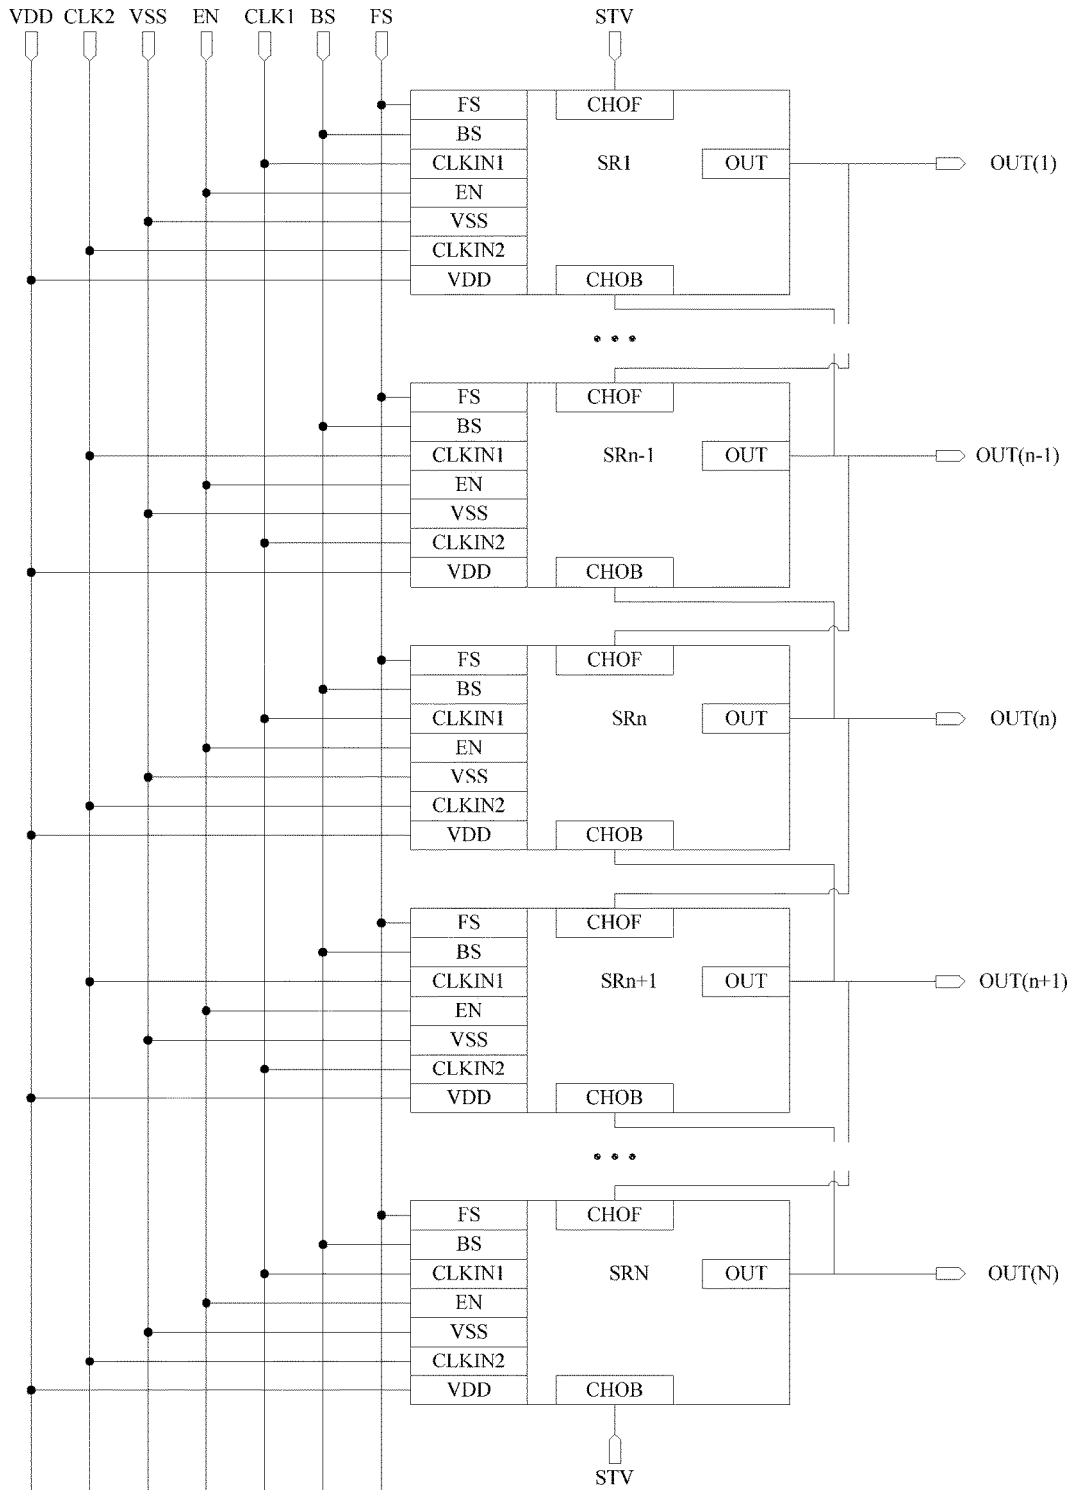 VDD CLK2 VSS EN CLK1 BS FS STV
FS CHOF
BS
CLKIN1 SR1 OUT OUT(1)
EN
VSS
CLKIN2
VDD CHOB
FS CHOF
BS
CLKIN1 SRn-1 OUT OUT(n-1)
EN
VSS
CLKIN2
VDD CHOB
FS CHOF
BS
CLKIN1 SRn OUT OUT(n)
EN
VSS
CLKIN2
VDD CHOB
FS CHOF
BS
CLKIN1 SRn+1 OUT OUT(n+1)
EN
VSS
CLKIN2
VDD CHOB
FS CHOF
BS
CLKIN1 SRN OUT OUT(N)
EN
VSS
CLKIN2
VDD CHOB
STV